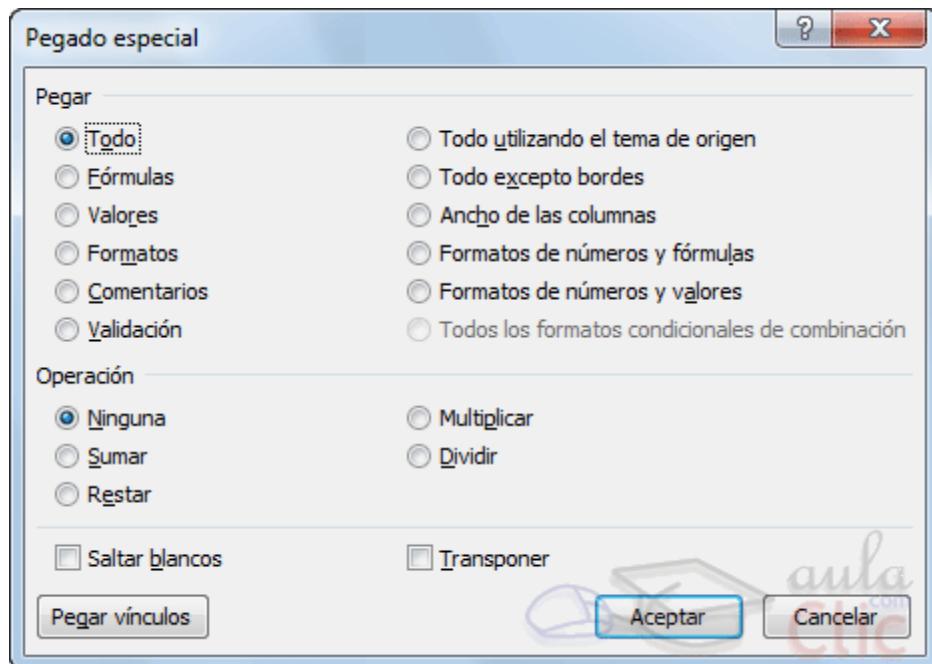 Pegado especial
Pegar
Todo
Todo utilizando el tema de origen
Fórmulas
Todo excepto bordes
Valores
Ancho de las columnas
Formatos
Formatos de números y fórmulas
Comentarios
Formatos de números y valores
Validación
Todos los formatos condicionales de combinación
Operación
Ninguna
Multiplicar
Sumar
Dividir
Restar
Saltar blancos
Transponer
Pegar vínculos
Aceptar
Cancelar
aula
Clic
com